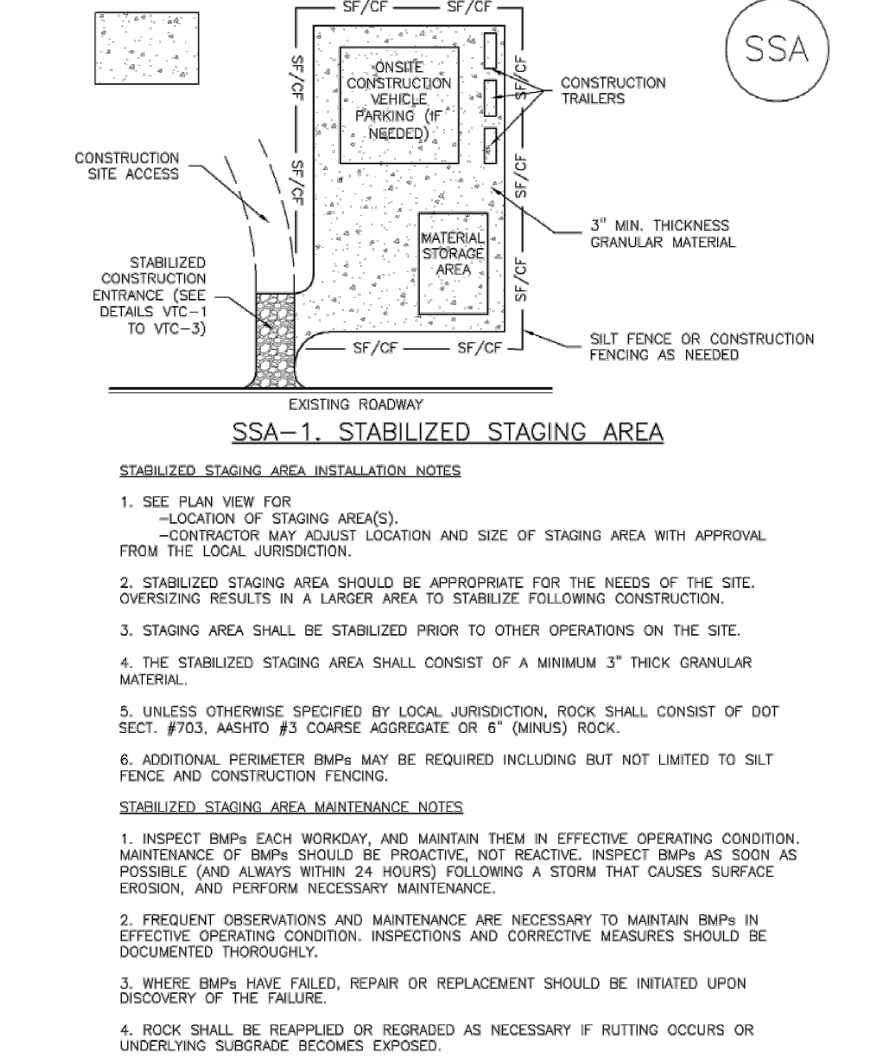 SF/CF SF/CF
SSA
SF/CF
SF/CF
ONSITE
CONSTRUCTION
VEHICLE
PARKING (IF
NEEDED)
CONSTRUCTION
TRAILERS
CONSTRUCTION
SITE ACCESS
SF/CF
SF/CF
3" MIN. THICKNESS
GRANULAR MATERIAL
MATERIAL
STORAGE
AREA
STABILIZED
CONSTRUCTION
ENTRANCE (SEE
DETAILS VTC-1
TO VTC-3)
SF/CF
SILT FENCE OR CONSTRUCTION
FENCING AS NEEDED
SF/CF SF/CF
EXISTING ROADWAY
SSA-1. STABILIZED STAGING AREA
STABILIZED STAGING AREA INSTALLATION NOTES
1. SEE PLAN VIEW FOR
-LOCATION OF STAGING AREA(S).
-CONTRACTOR MAY ADJUST LOCATION AND SIZE OF STAGING AREA WITH APPROVAL
FROM THE LOCAL JURISDICTION.
2. STABILIZED STAGING AREA SHOULD BE APPROPRIATE FOR THE NEEDS OF THE SITE.
OVERSIZING RESULTS IN A LARGER AREA TO STABILIZE FOLLOWING CONSTRUCTION.
3. STAGING AREA SHALL BE STABILIZED PRIOR TO OTHER OPERATIONS ON THE SITE.
4. THE STABILIZED STAGING AREA SHALL CONSIST OF A MINIMUM 3" THICK GRANULAR
MATERIAL.
5. UNLESS OTHERWISE SPECIFIED BY LOCAL JURISDICTION, ROCK SHALL CONSIST OF DOT
SECT. #703, AASHTO #3 COARSE AGGREGATE OR 6" (MINUS) ROCK.
6. ADDITIONAL PERIMETER BMPs MAY BE REQUIRED INCLUDING BUT NOT LIMITED TO SILT
FENCE AND CONSTRUCTION FENCING.
STABILIZED STAGING AREA MAINTENANCE NOTES
1. INSPECT BMPs EACH WORKDAY, AND MAINTAIN THEM IN EFFECTIVE OPERATING CONDITION.
MAINTENANCE OF BMPs SHOULD BE PROACTIVE, NOT REACTIVE. INSPECT BMPs AS SOON AS
POSSIBLE (AND ALWAYS WITHIN 24 HOURS) FOLLOWING A STORM THAT CAUSES SURFACE
EROSION, AND PERFORM NECESSARY MAINTENANCE.
2. FREQUENT OBSERVATIONS AND MAINTENANCE ARE NECESSARY TO MAINTAIN BMPs IN
EFFECTIVE OPERATING CONDITION. INSPECTIONS AND CORRECTIVE MEASURES SHOULD BE
DOCUMENTED THOROUGHLY.
3. WHERE BMPs HAVE FAILED, REPAIR OR REPLACEMENT SHOULD BE INITIATED UPON
DISCOVERY OF THE FAILURE.
4. ROCK SHALL BE REAPPLIED OR REGRADED AS NECESSARY IF RUTTING OCCURS OR
UNDERLYING SUBGRADE BECOMES EXPOSED.